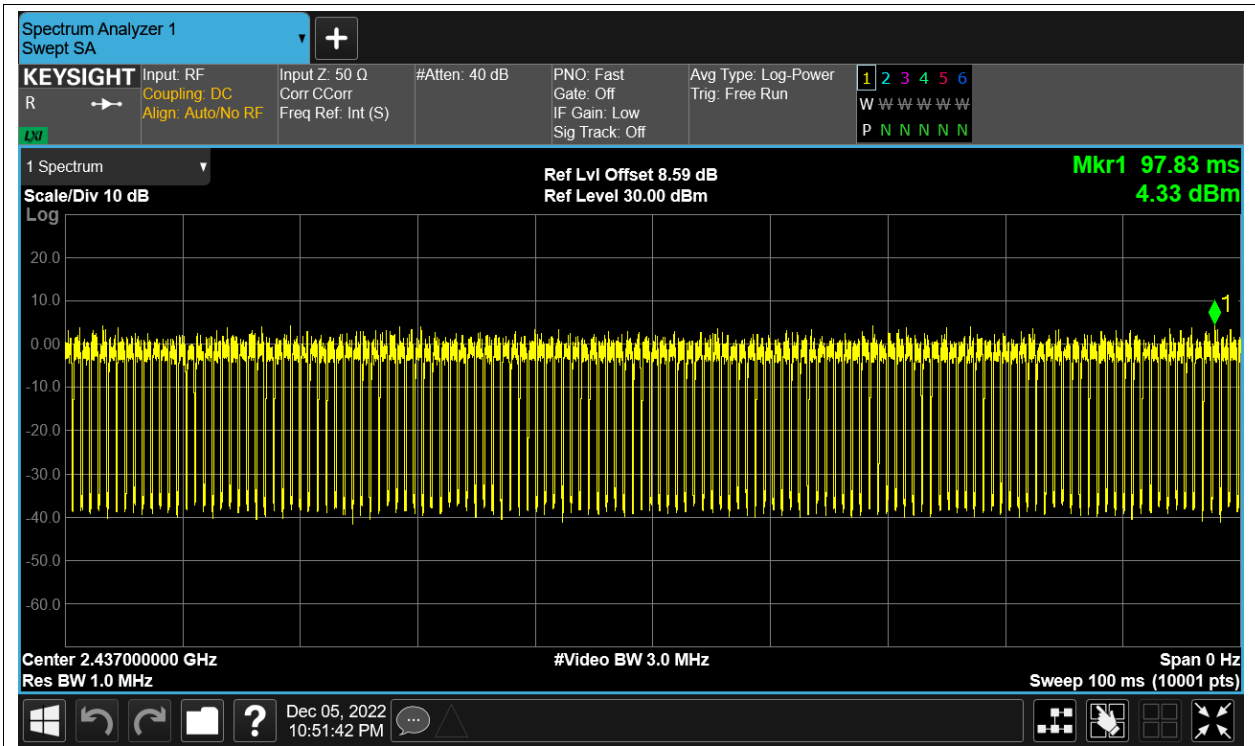 Spectrum Analyzer 1
Swept SA
+
KEYSIGHT
R
LXI
Input: RF
Coupling: DC
Align: Auto/No RF
Input Z: 50 Ω
Corr CCorr
Freq Ref: Int (S)
#Atten: 40 dB
PNO: Fast
Gate: Off
IF Gain: Low
Sig Track: Off
Avg Type: Log-Power
Trig: Free Run
1 2 3 4 5 6
W W W W W W
P N N N N N
1 Spectrum
Scale/Div 10 dB
Ref Lvl Offset 8.59 dB
Ref Level 30.00 dBm
Mkr1 97.83 ms
4.33 dBm
Log
20.0
10.0
0.00
-10.0
-20.0
-30.0
-40.0
-50.0
-60.0
1
Center 2.437000000 GHz
Res BW 1.0 MHz
#Video BW 3.0 MHz
Span 0 Hz
Sweep 100 ms (10001 pts)
?
Dec 05, 2022
10:51:42 PM